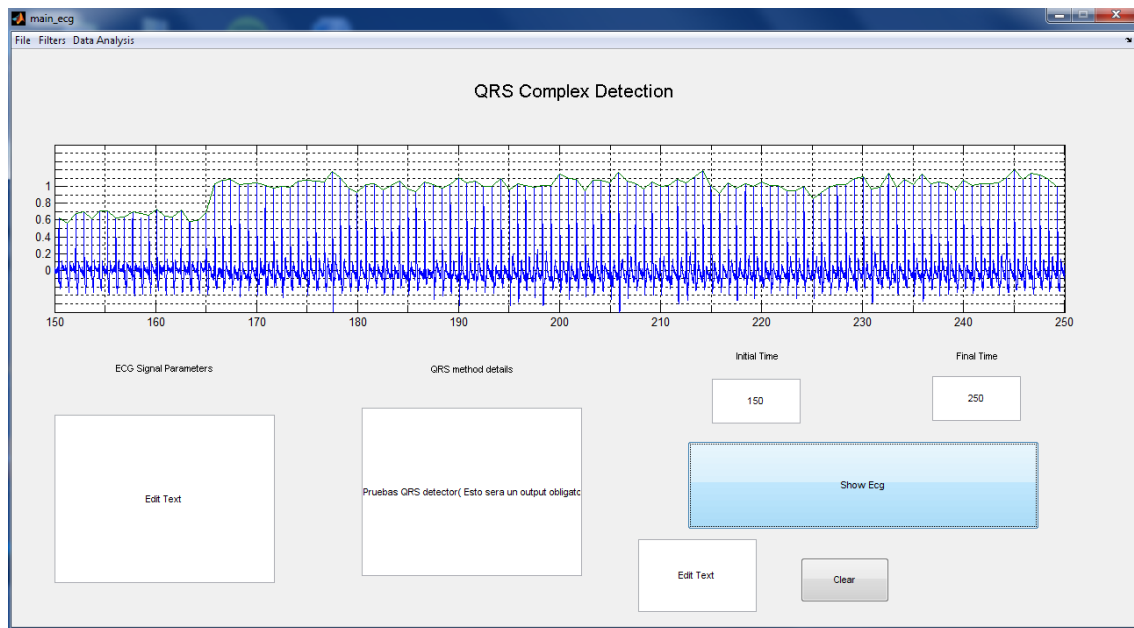 main_ecg
File Filters Data Analysis
QRS Complex Detection
1
0.8
0.6
0.4
0.2
0
150 160 170 180 190 200 210 220 230 240 250
ECG Signal Parameters
QRS method details
Initial Time
Final Time
150
250
Edit Text
Pruebas QRS detector( Esto sera un output obligatc
Show Ecg
Edit Text
Clear